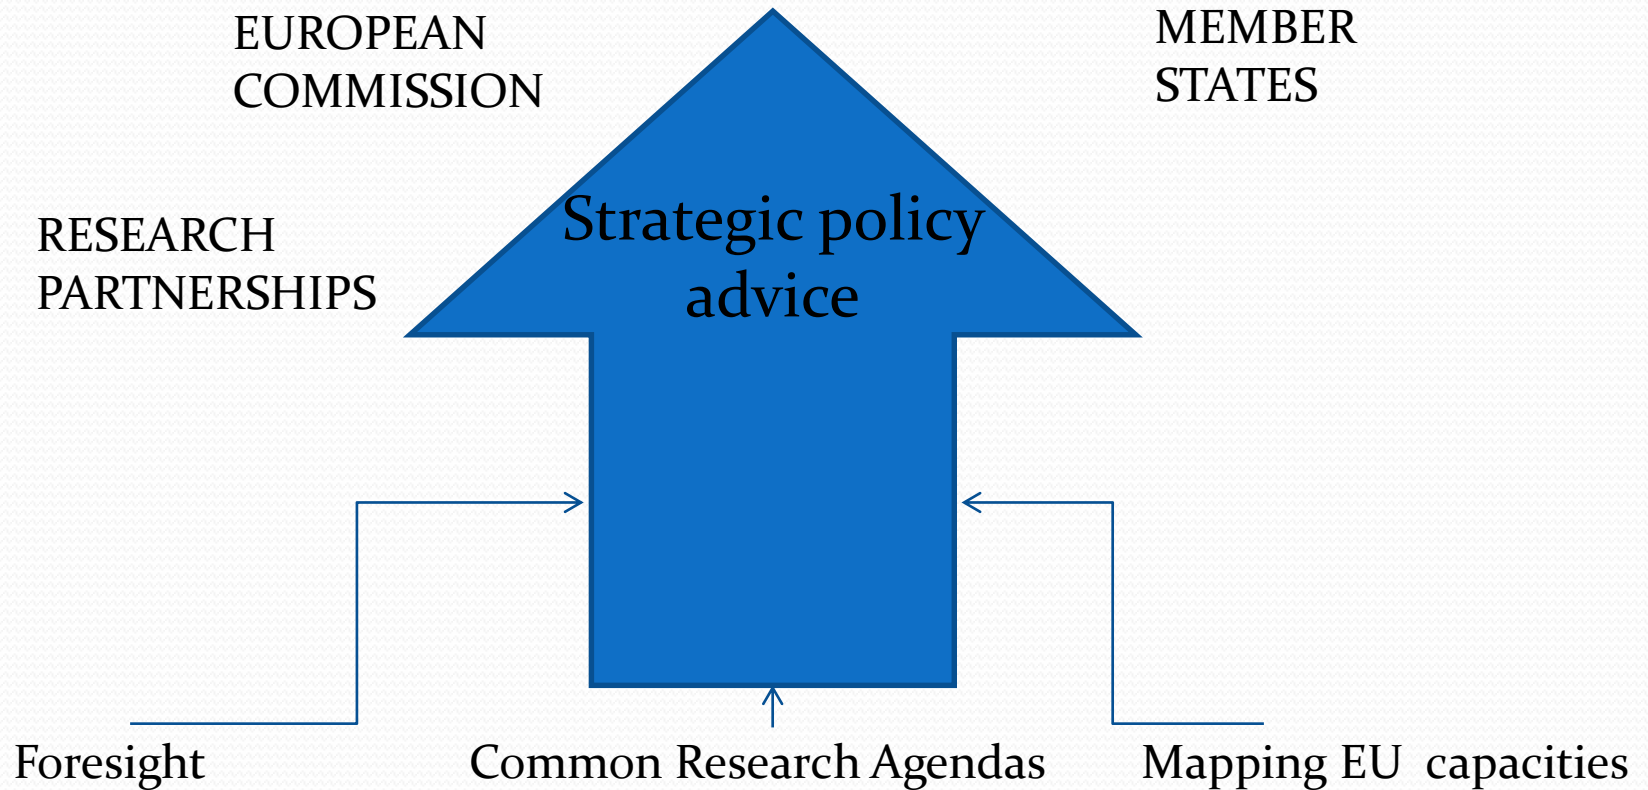 EUROPEAN
COMMISSION
MEMBER
STATES
RESEARCH
PARTNERSHIPS
Strategic policy
advice
Foresight
Common Research Agendas
Mapping EU capacities